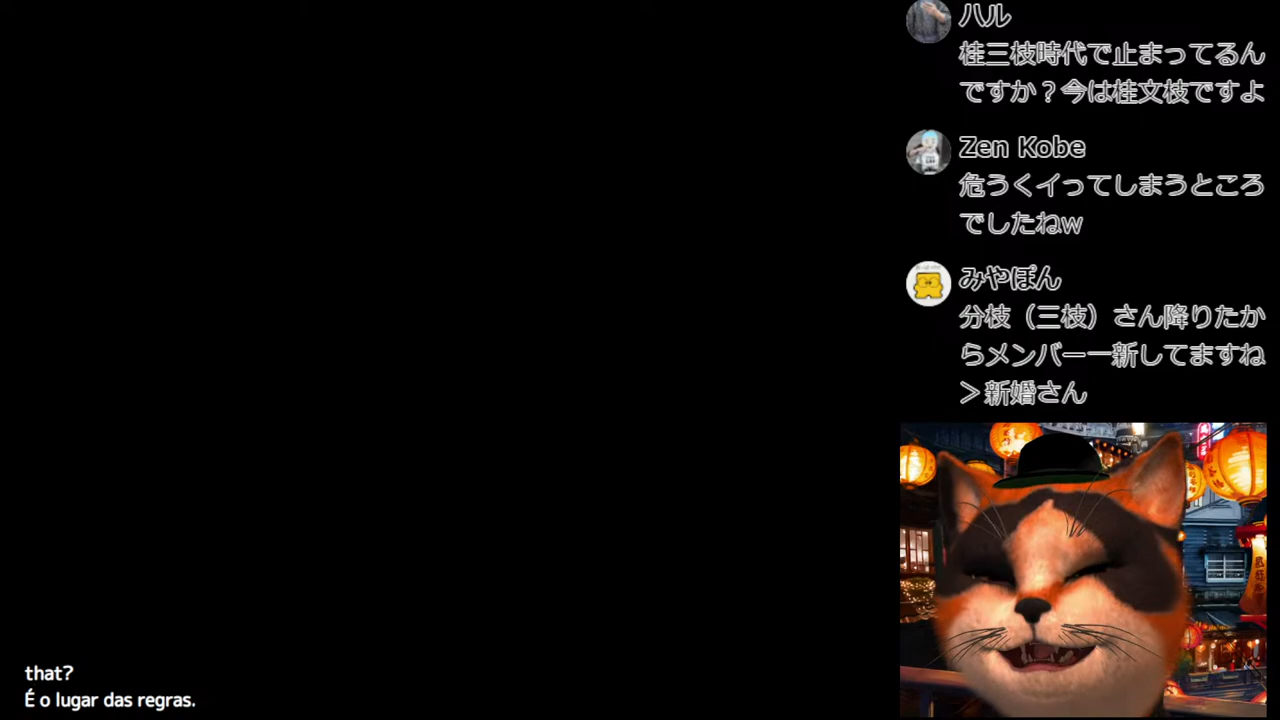 ハル
桂三枝時代で止まってるん
ですか？今は桂文枝ですよ
Zen Kobe
危うくイってしまうところ
でしたねw
みやぽん
分枝（三枝）さん降りたか
らメンバー一新してますね
＞新婚さん
that?
É o lugar das regras.